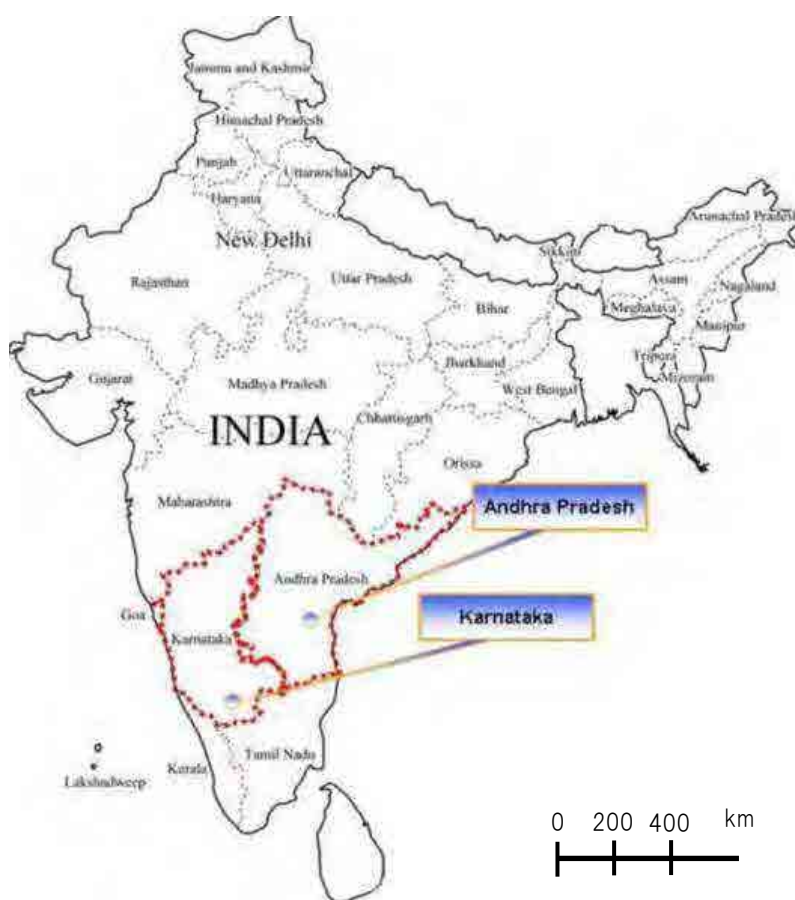 Jammu and Kashmir
Himachal Pradesh
Punjab
Uttaranchal
Haryana
New Delhi
Arunachal Pradesh
Sikkim
Rajasthan
Uttar Pradesh
Assam
Nagaland
Bihar
Meghalaya
Manipur
Tripura
Jharkhand
Mizoram
Gujarat
Madhya Pradesh
West Bengal
Chhattisgarh
INDIA
Orissa
Maharashtra
Andhra Pradesh
Andhra Pradesh
Goa
Karnataka
Karnataka
Tamil Nadu
Kerala
Lakshadweep
0 200 400 km